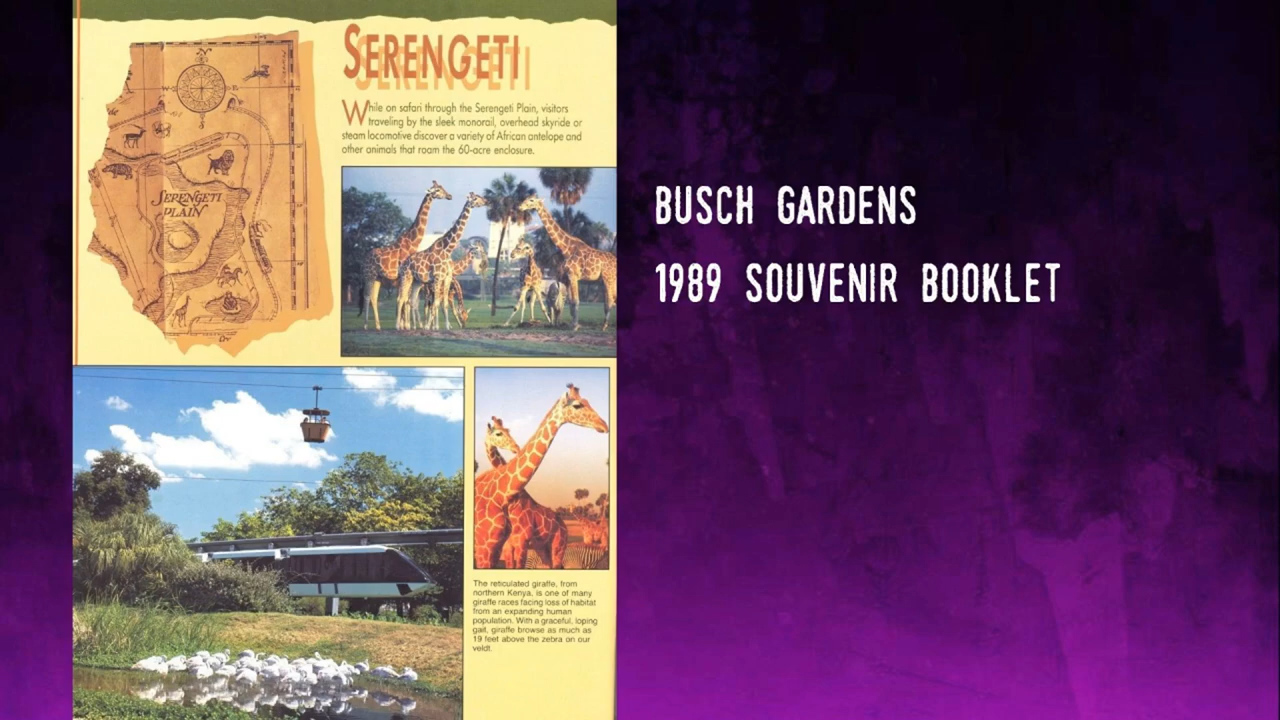 SERENGETI
While on safari through the Serengeti Plain, visitors
traveling by the sleek monorail, overhead skyride or
steam locomotive discover a variety of African antelope and
other animals that roam the 60-acre enclosure.
N
W
E
S
SERENGETI
PLAIN
BUSCH GARDENS
1989 SOUVENIR BOOKLET
The reticulated giraffe, from
northern Kenya, is one of many
giraffe races facing loss of habitat
from an expanding human
population. With a graceful, loping
gait, giraffe browse as much as
19 feet above the zebra on our
veldt.